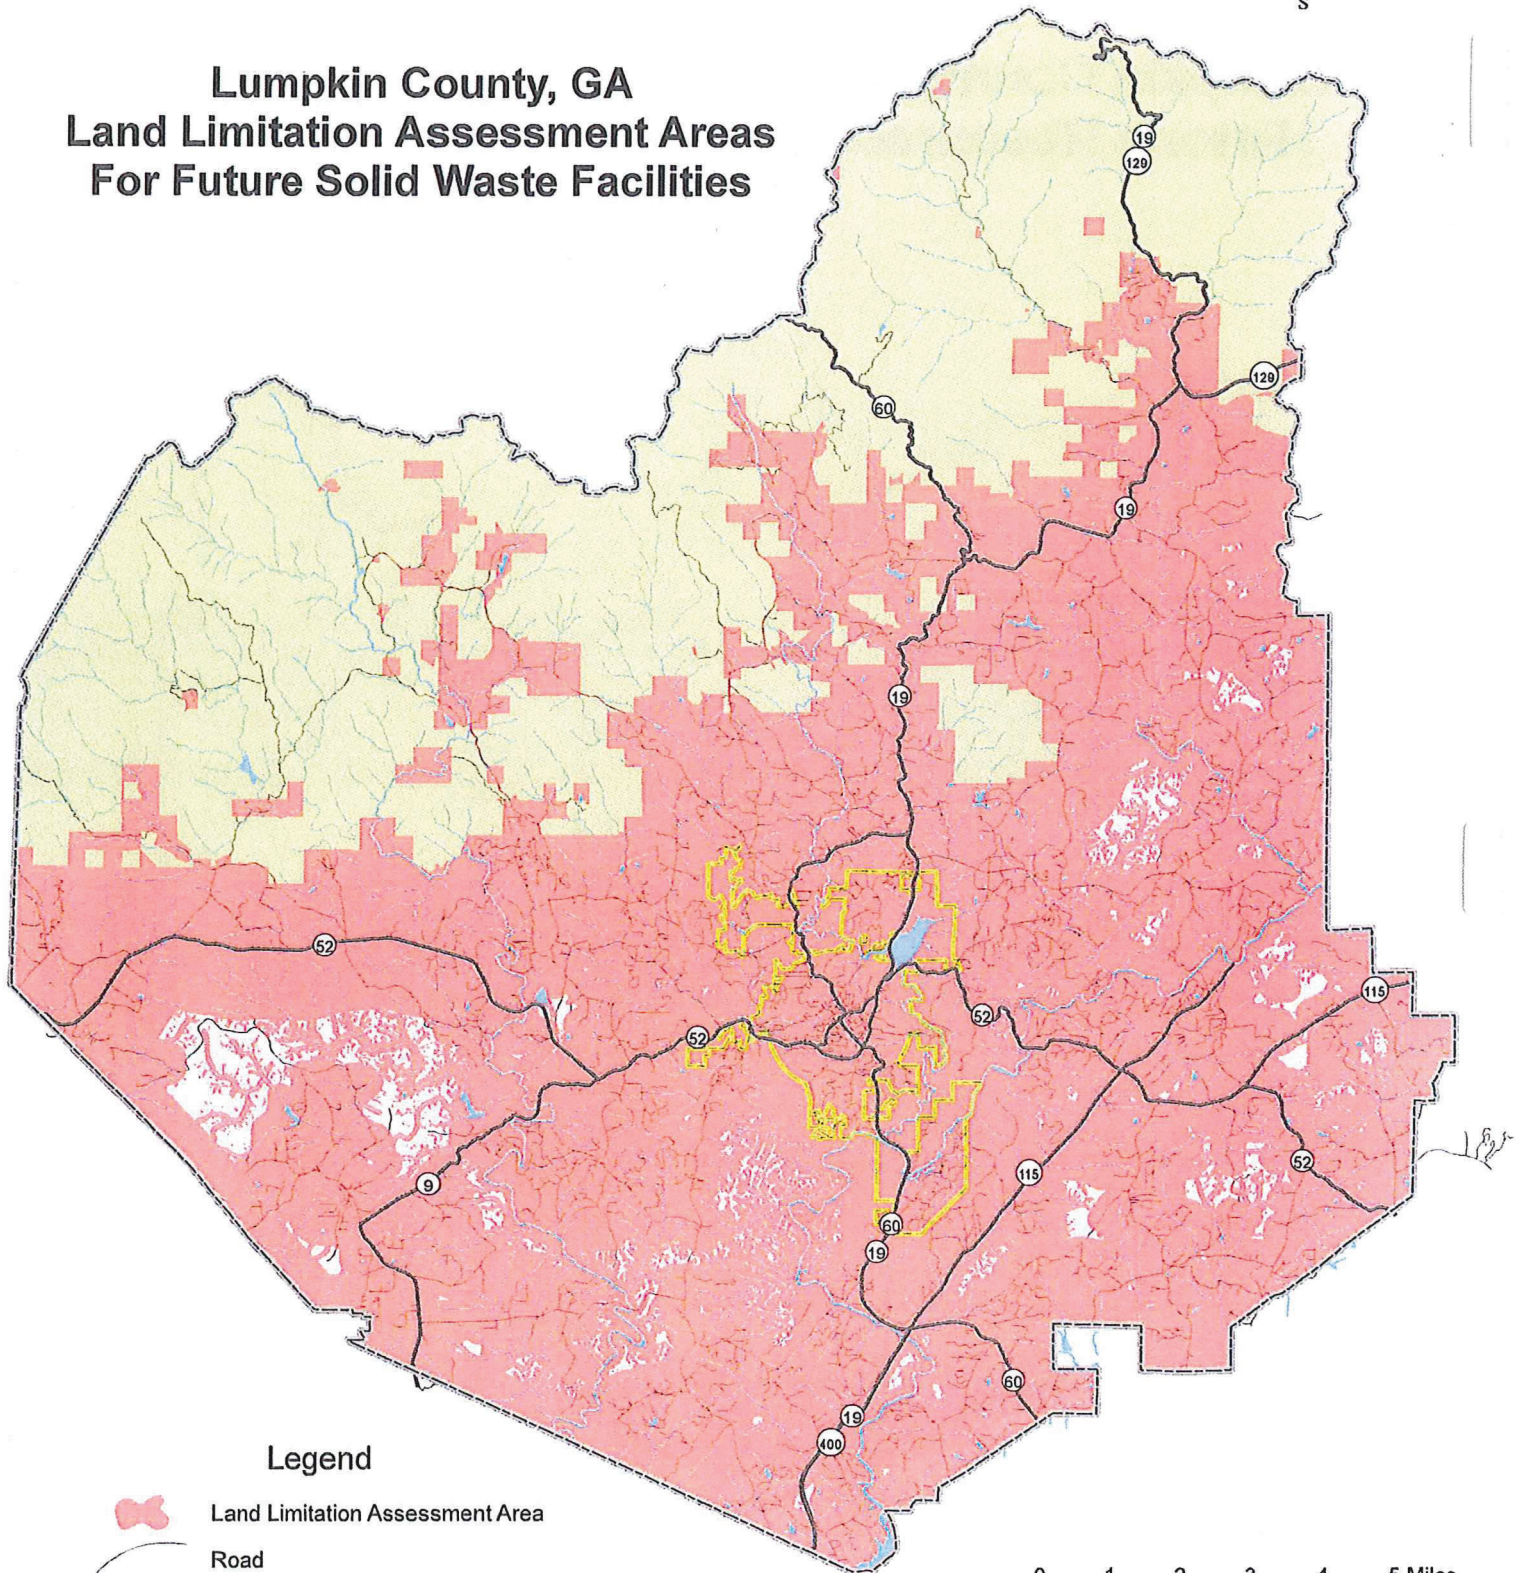 S
Lumpkin County, GA
Land Limitation Assessment Areas
For Future Solid Waste Facilities
19
129
129
60
19
19
52
115
52
52
9
115
52
60
19
60
19
400
Legend
Land Limitation Assessment Area
Road
0 1 2 3 4 5 Miles